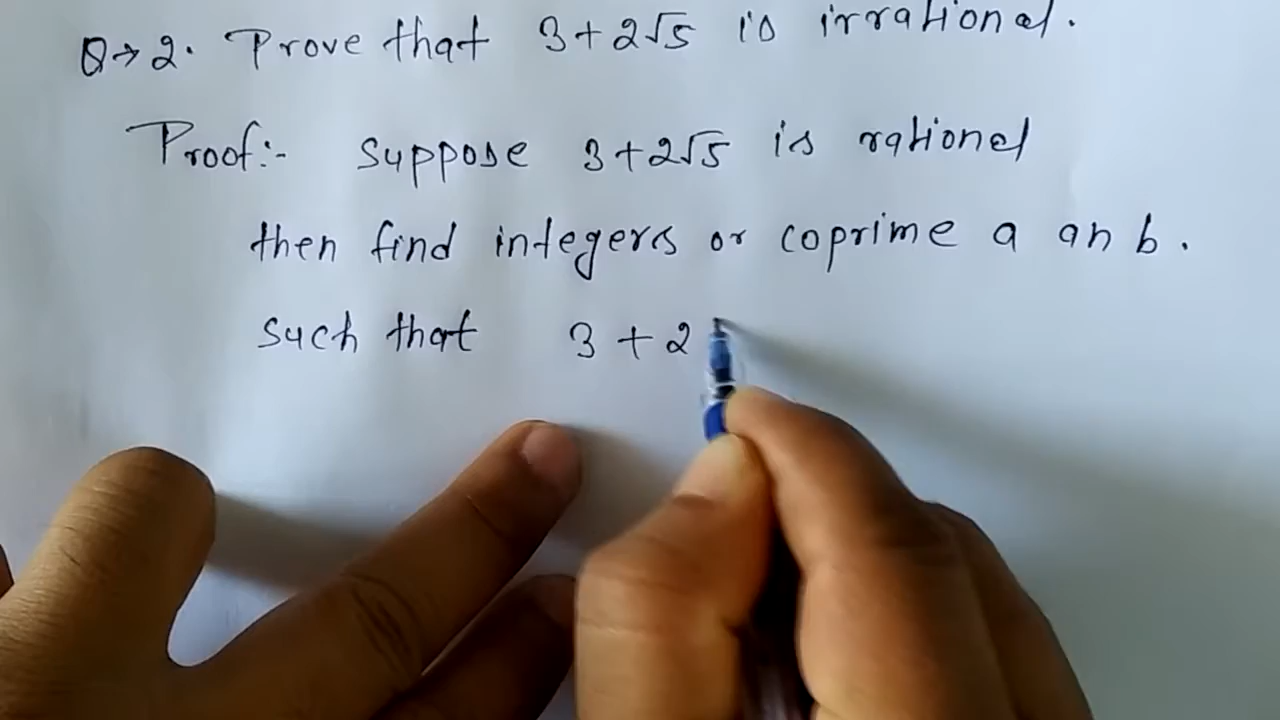 Q→2. Prove that 3+2√5 is irrational.
Proof:- Suppose 3+2√5 is rational
then find integers or coprime a an b.
Such that 3+2